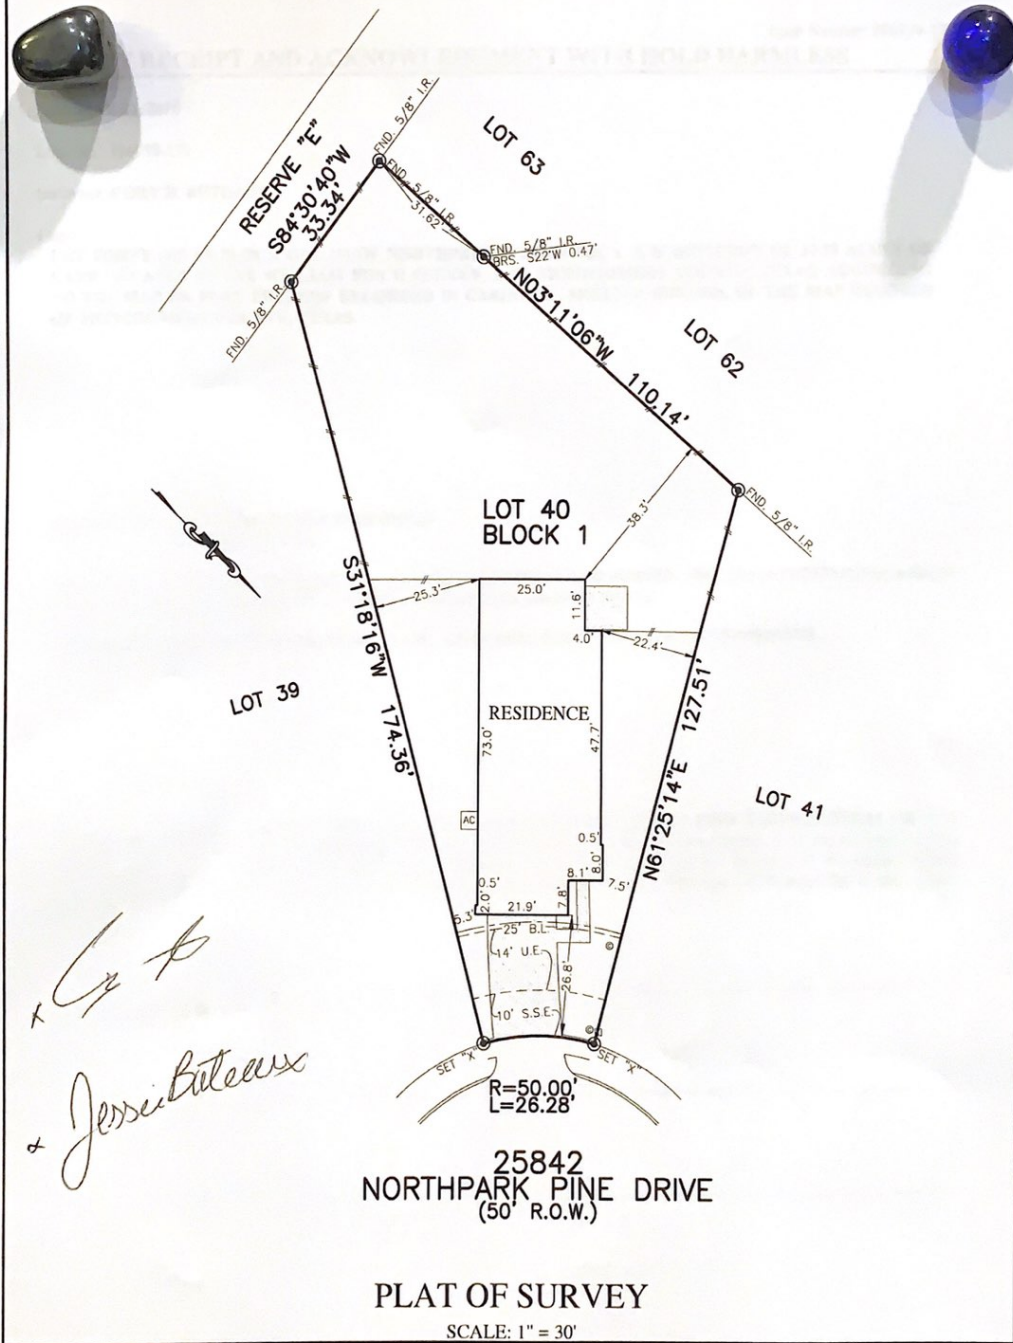 RESERVE "E"
S84°30'40"W
33.34'
FND. 5/8" I.R.
LOT 63
FND. 5/8" I.R.
31.62'
FND. 5/8" I.R.
BRS. S22°W 0.47'
FND. 5/8" I.R.
N03°11'06"W 110.14'
LOT 62
FND. 5/8" I.R.
LOT 40
BLOCK 1
38.3'
S31°18'16"W 174.36'
25.3'
25.0'
11.6'
4.0'
22.4'
LOT 39
RESIDENCE
73.0'
47.7'
N61°25'14"E 127.51'
LOT 41
AC
0.5'
8.0'
8.1'
7.5'
0.5'
2.0'
21.9'
7.8'
5.3'
25' B.L.
14' U.E.
26.8'
10' S.S.E.
SET "X"
SET "X"
R=50.00'
L=26.28'
x
x Jessie Buteaux
25842
NORTHPARK PINE DRIVE
(50' R.O.W.)
PLAT OF SURVEY
SCALE: 1" = 30'